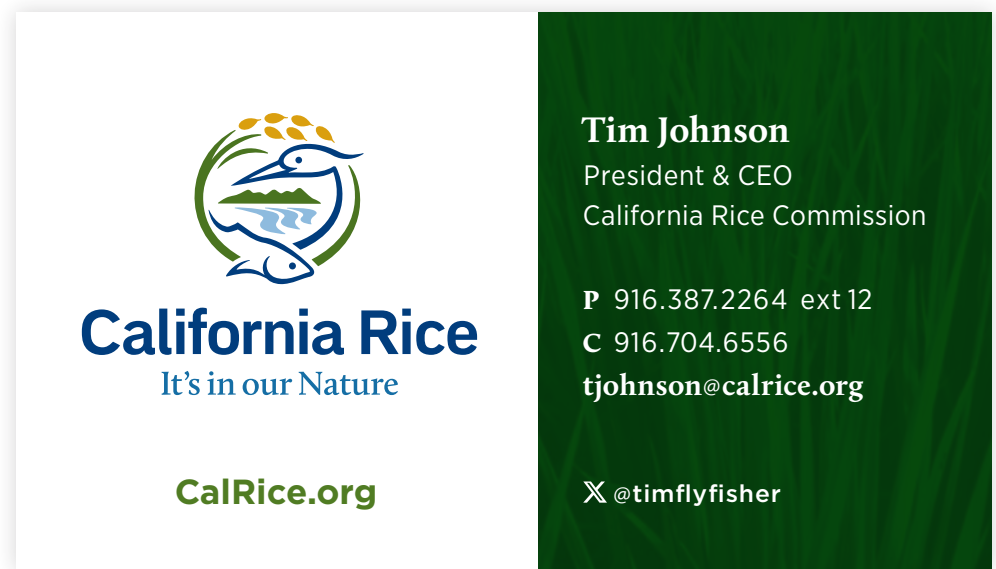 California Rice
It's in our Nature
CalRice.org
Tim Johnson
President & CEO
California Rice Commission
P 916.387.2264 ext 12
C 916.704.6556
tjohnson@calrice.org
𝕏 @timflyfisher